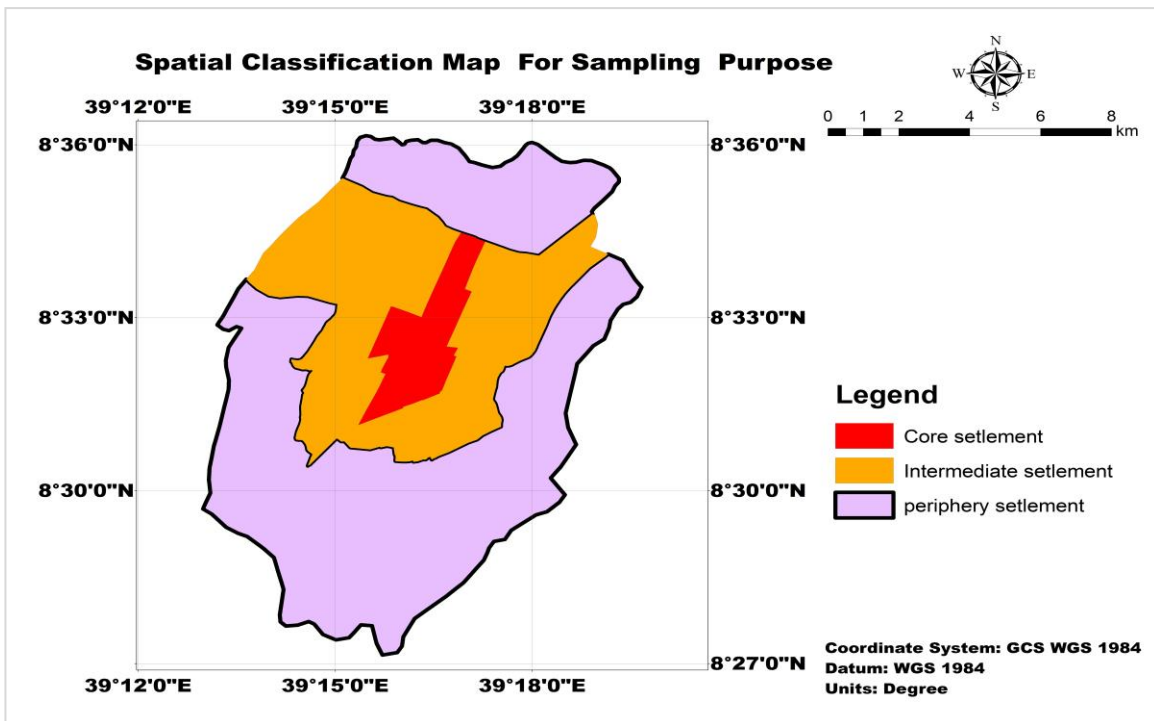 Spatial Classification Map For Sampling Purpose
N
W E
S
39°12'0"E 39°15'0"E 39°18'0"E
0 1 2 4 6 8
km
8°36'0"N 8°36'0"N
8°33'0"N 8°33'0"N
Legend
Core setlement
Intermediate setlement
8°30'0"N 8°30'0"N
periphery setlement
8°27'0"N 8°27'0"N
39°12'0"E 39°15'0"E 39°18'0"E
Coordinate System: GCS WGS 1984
Datum: WGS 1984
Units: Degree